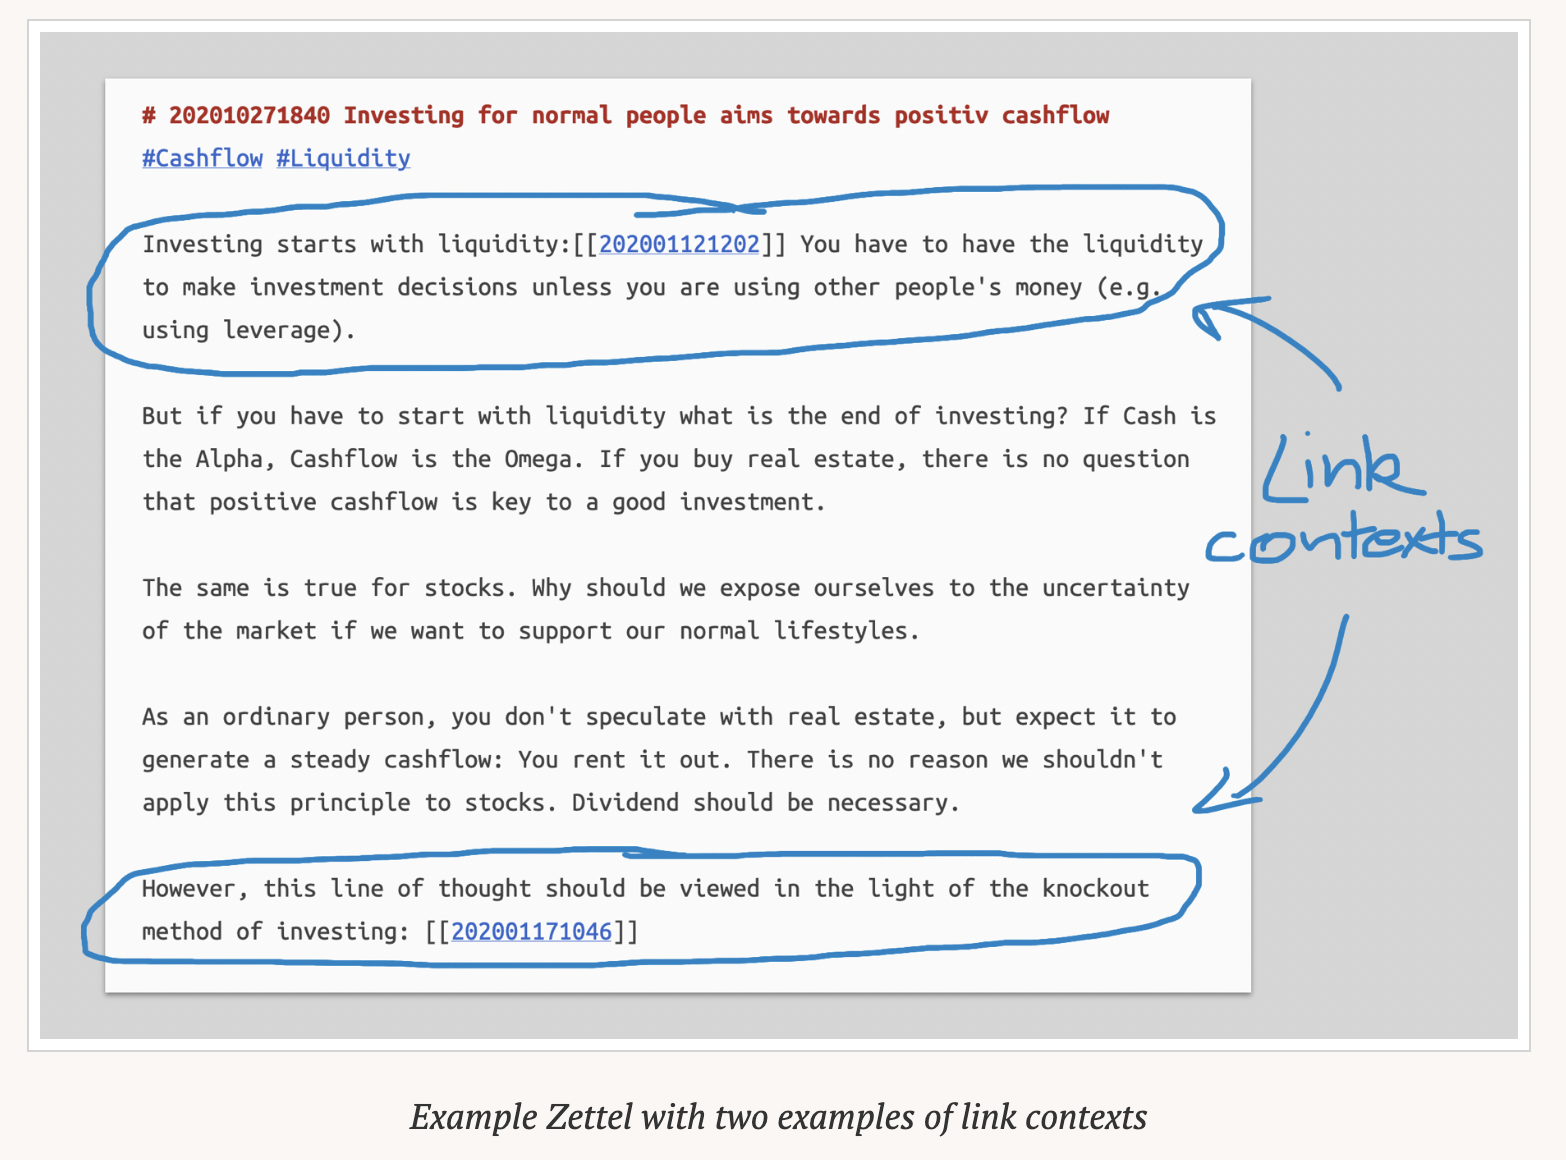 # 202010271840 Investing for normal people aims towards positiv cashflow
#Cashflow #Liquidity
Investing starts with liquidity:[[202001121202]] You have to have the liquidity
to make investment decisions unless you are using other people's money (e.g.
using leverage).
But if you have to start with liquidity what is the end of investing? If Cash is
the Alpha, Cashflow is the Omega. If you buy real estate, there is no question
that positive cashflow is key to a good investment.
The same is true for stocks. Why should we expose ourselves to the uncertainty
of the market if we want to support our normal lifestyles.
As an ordinary person, you don't speculate with real estate, but expect it to
generate a steady cashflow: You rent it out. There is no reason we shouldn't
apply this principle to stocks. Dividend should be necessary.
However, this line of thought should be viewed in the light of the knockout
method of investing: [[202001171046]]
Link
contexts
Example Zettel with two examples of link contexts